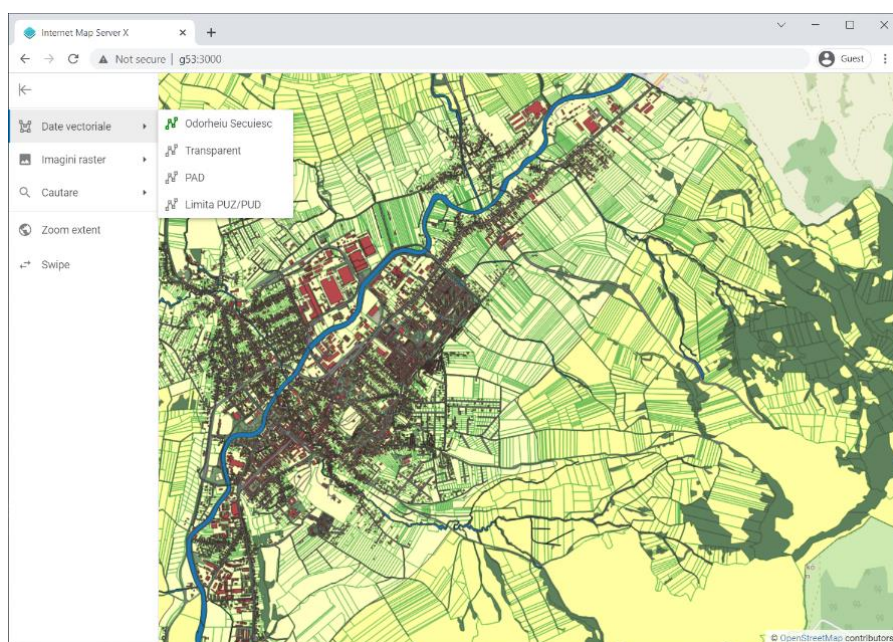 Internet Map Server X
Not secure | g53:3000
Guest
Date vectoriale
Odorheiu Secuiesc
Imagini raster
Transparent
PAD
Cautare
Limita PUZ/PUD
Zoom extent
Swipe
© OpenStreetMap contributors